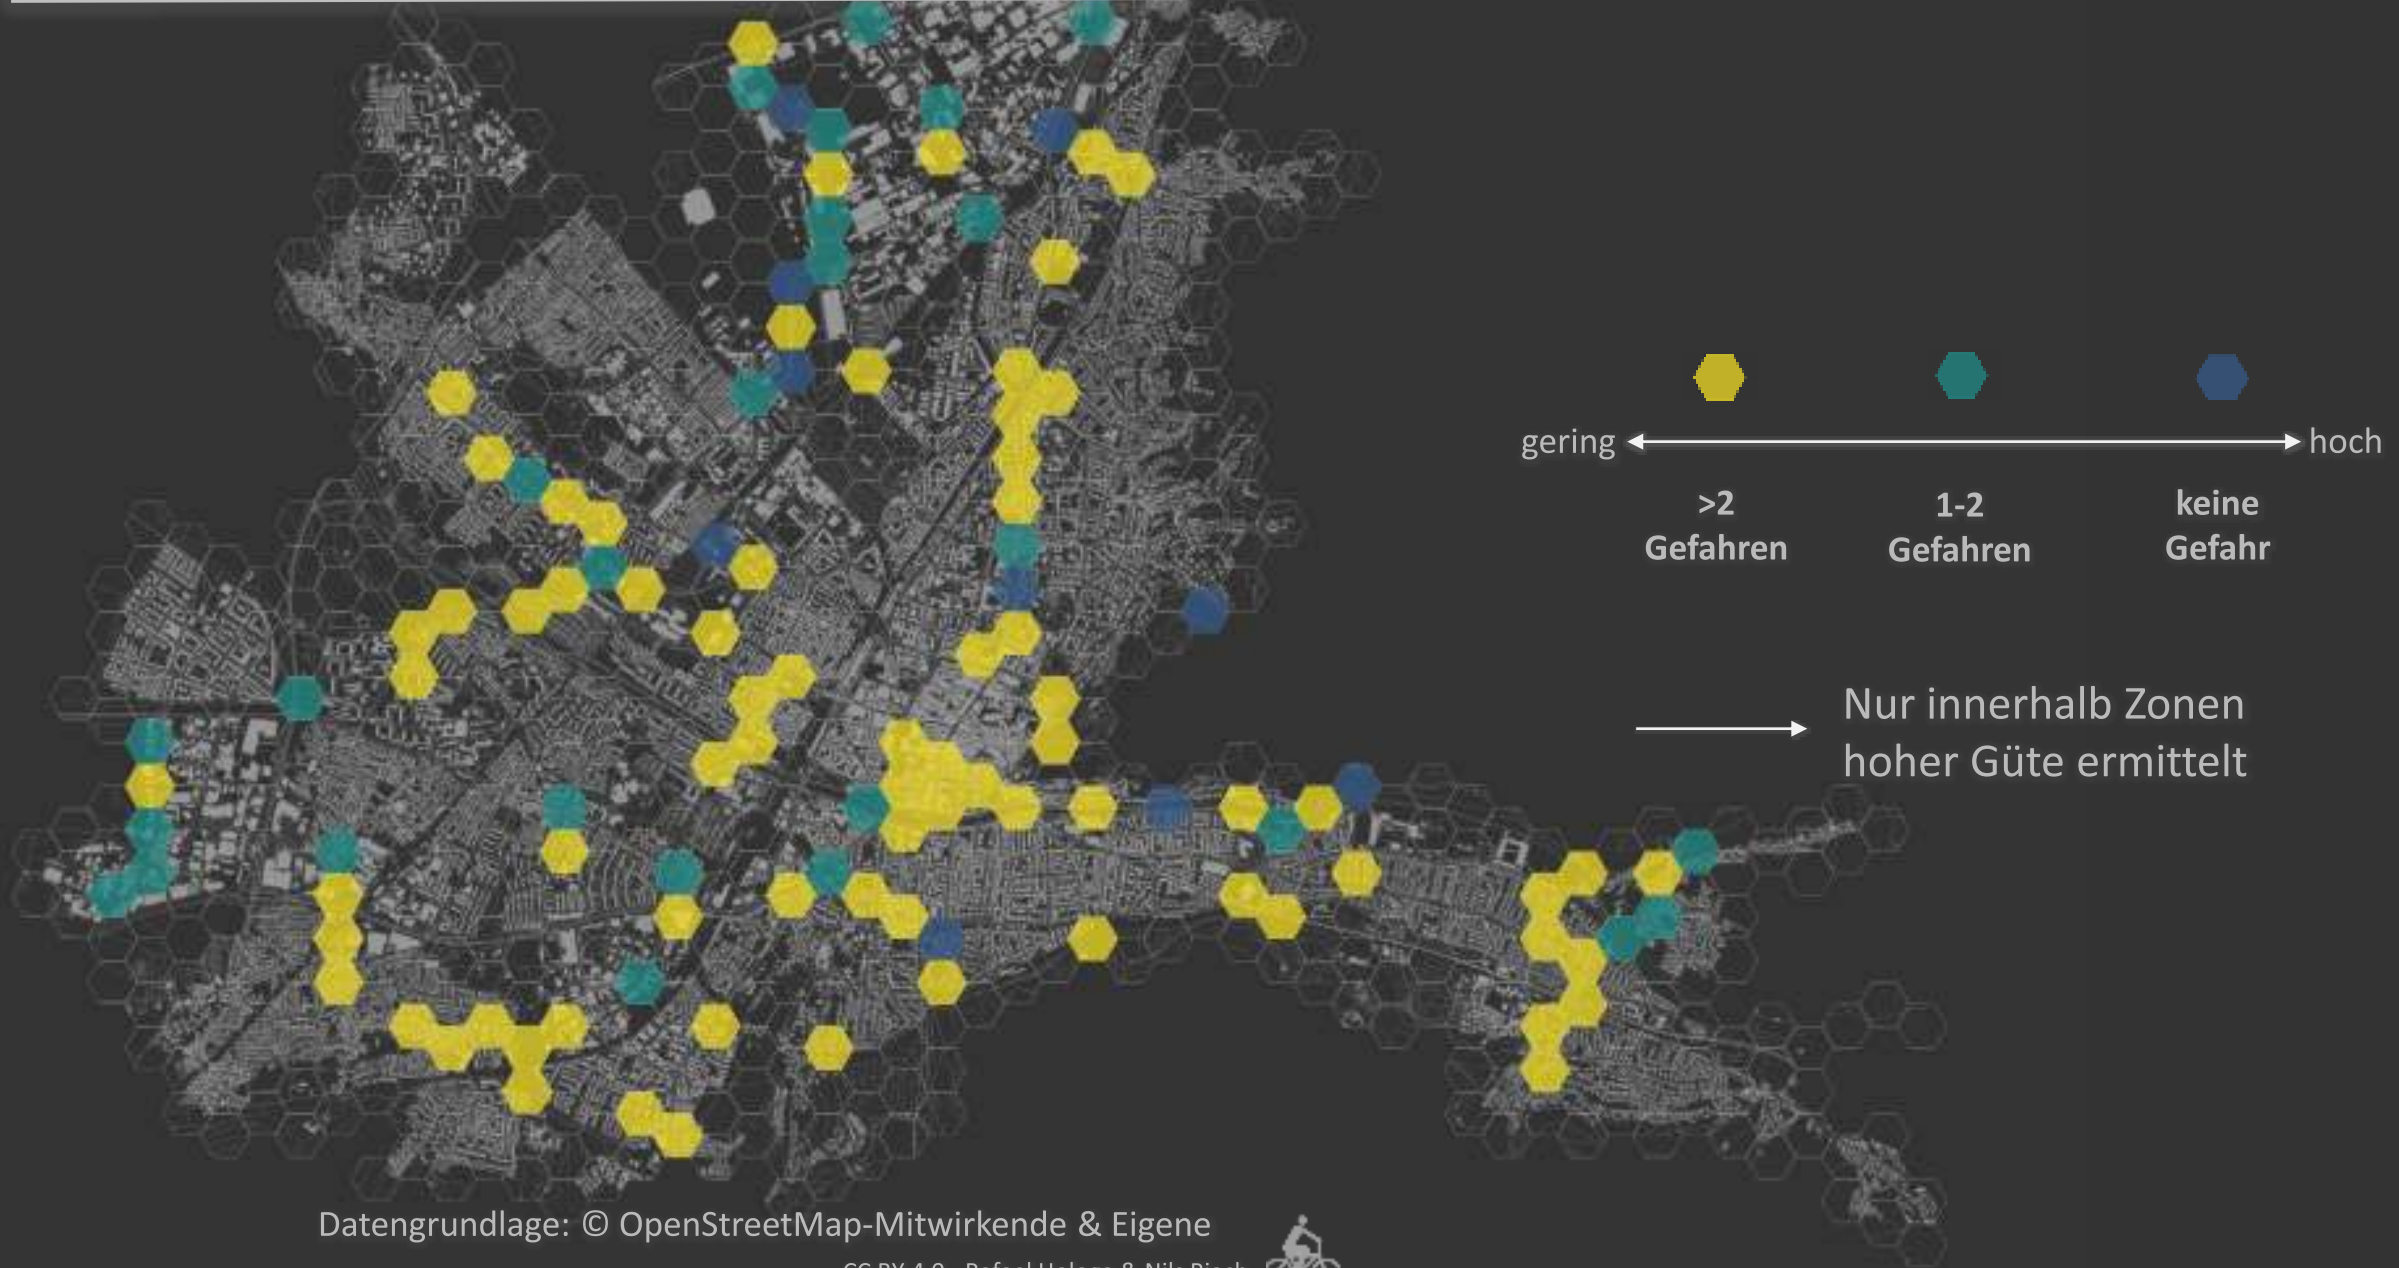 gering
hoch
>2
Gefahren
1-2
Gefahren
keine
Gefahr
Nur innerhalb Zonen
hoher Güte ermittelt
Datengrundlage: © OpenStreetMap-Mitwirkende & Eigene